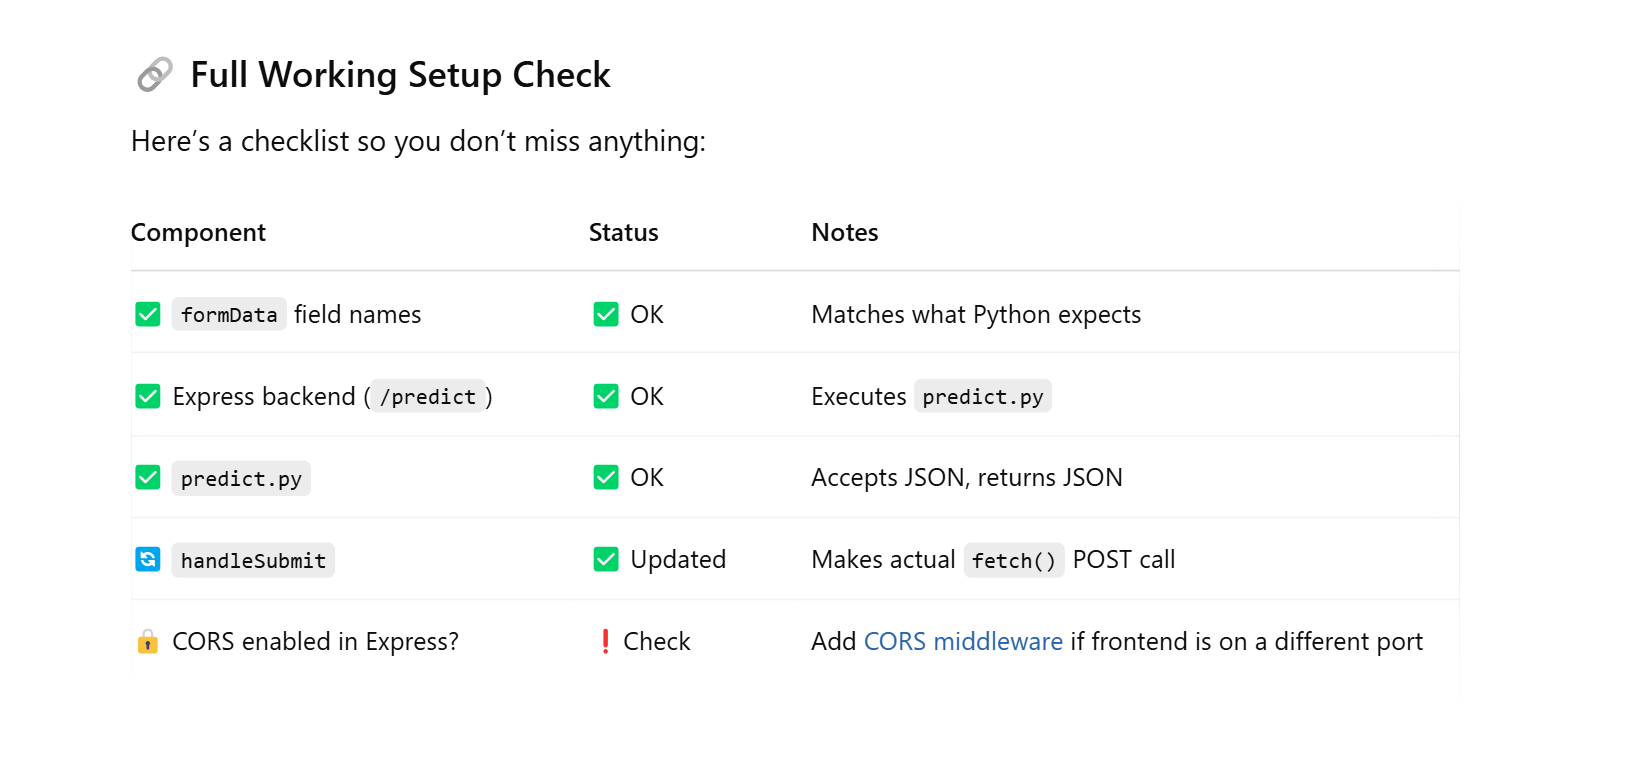 🔗 Full Working Setup Check
Here’s a checklist so you don’t miss anything:
Component Status Notes
✅ formData field names ✅ OK Matches what Python expects
✅ Express backend (/predict) ✅ OK Executes predict.py
✅ predict.py ✅ OK Accepts JSON, returns JSON
🔄 handleSubmit ✅ Updated Makes actual fetch() POST call
🔒 CORS enabled in Express? ❗ Check Add CORS middleware if frontend is on a different port